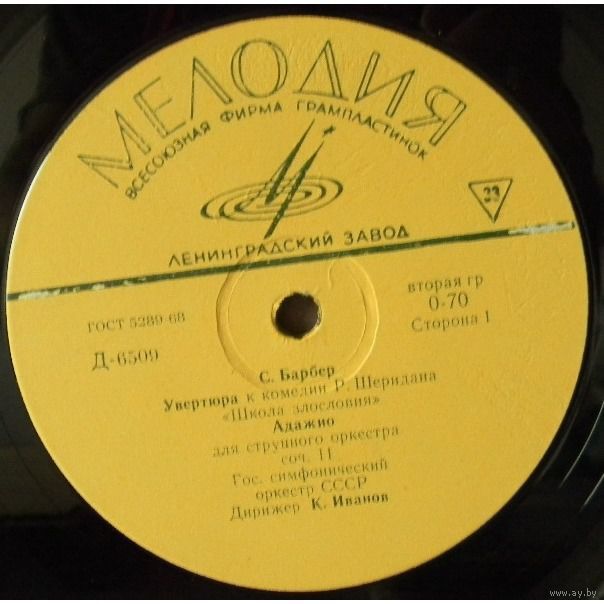 МЕЛОДИЯ
ВСЕСОЮЗНАЯ ФИРМА ГРАМПЛАСТИНОК
33
ЛЕНИНГРАДСКИЙ ЗАВОД
ГОСТ 5289-68
Д-6509
вторая гр
0-70
Сторона 1
С. Барбер
Увертюра к комедии Р. Шеридана
«Школа злословия»
Адажио
для струнного оркестра
соч. 11
Гос. симфонический
оркестр СССР
Дирижер К. Иванов
www.ay.by